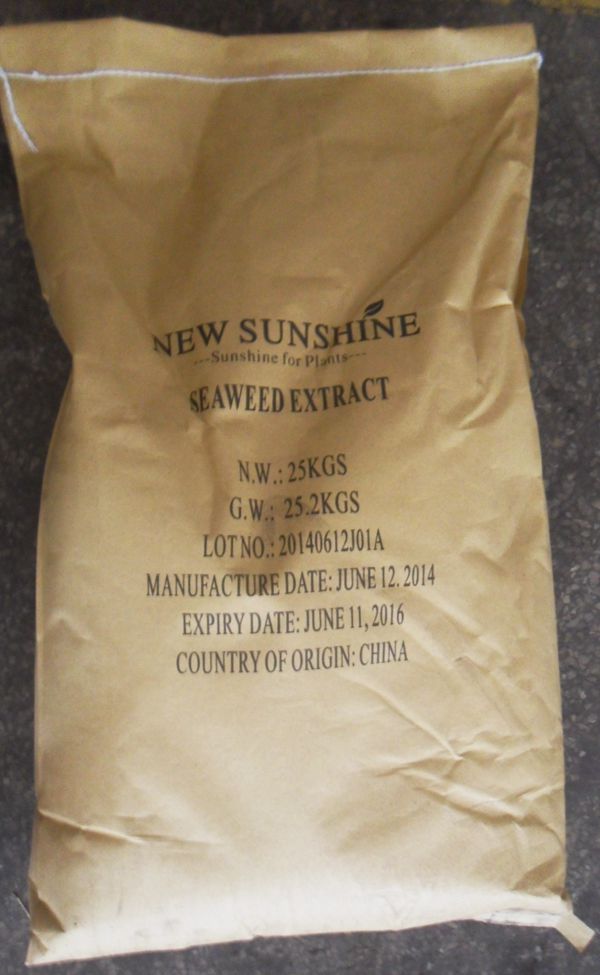 NEW SUNSHINE
---Sunshine for Plants---
SEAWEED EXTRACT
N.W.: 25KGS
G.W.: 25.2KGS
LOT NO.: 20140612J01A
MANUFACTURE DATE: JUNE 12. 2014
EXPIRY DATE: JUNE 11, 2016
COUNTRY OF ORIGIN: CHINA